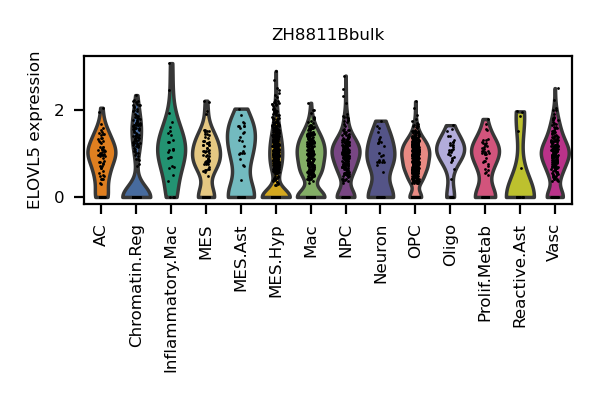 ZH8811Bbulk
ELOVL5 expression
2
0
AC
Chromatin.Reg
Inflammatory.Mac
MES
MES.Ast
MES.Hyp
Mac
NPC
Neuron
OPC
Oligo
Prolif.Metab
Reactive.Ast
Vasc